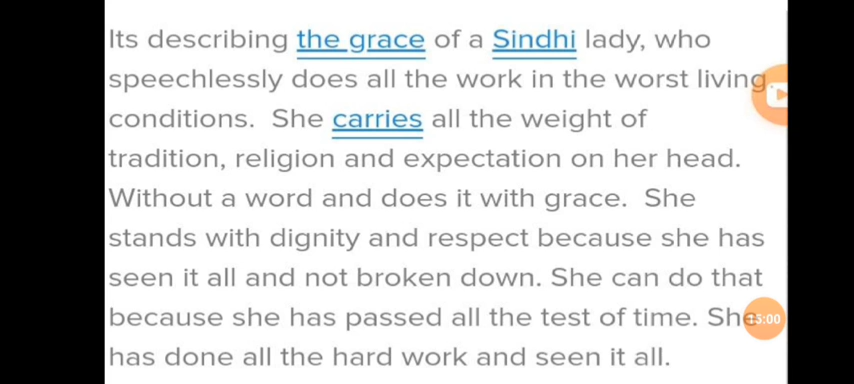 Its describing the grace of a Sindhi lady, who
speechlessly does all the work in the worst living
conditions. She carries all the weight of
tradition, religion and expectation on her head.
Without a word and does it with grace. She
stands with dignity and respect because she has
seen it all and not broken down. She can do that
because she has passed all the test of time. She
15:00
has done all the hard work and seen it all.